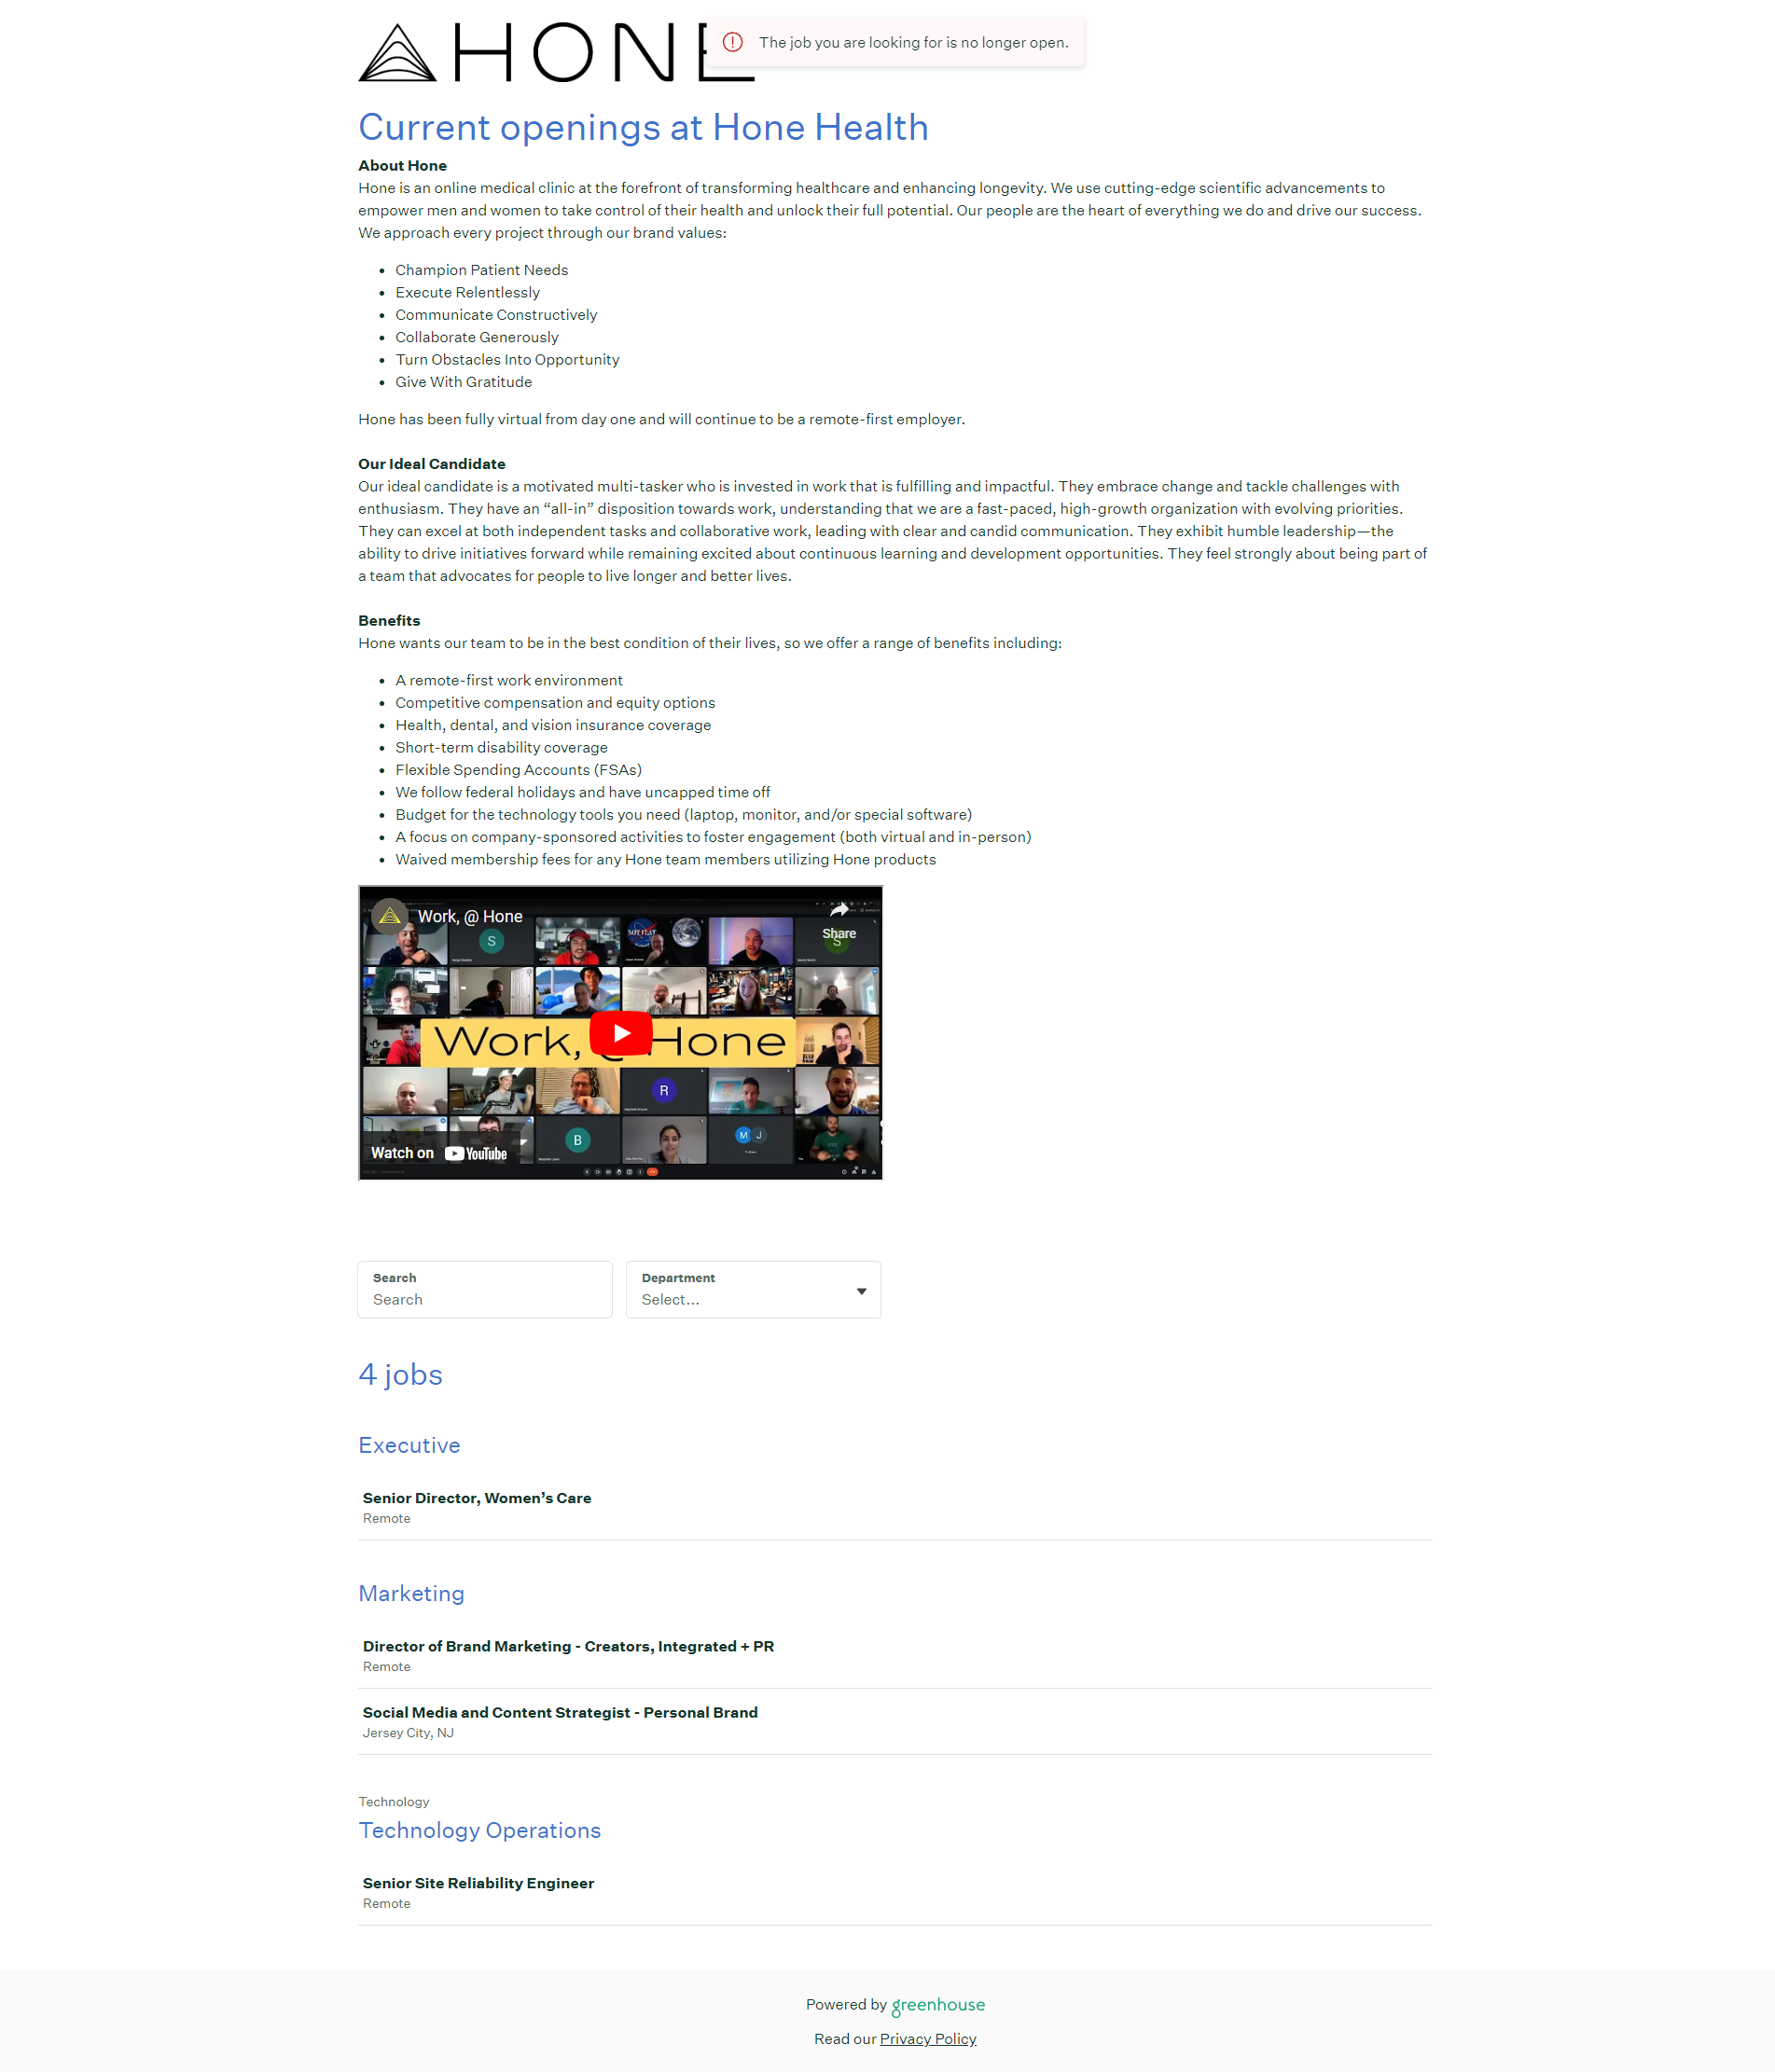 HONE
The job you are looking for is no longer open.
Current openings at Hone Health
About Hone
Hone is an online medical clinic at the forefront of transforming healthcare and enhancing longevity. We use cutting-edge scientific advancements to
empower men and women to take control of their health and unlock their full potential. Our people are the heart of everything we do and drive our success.
We approach every project through our brand values:
• Champion Patient Needs
• Execute Relentlessly
• Communicate Constructively
• Collaborate Generously
• Turn Obstacles Into Opportunity
• Give With Gratitude
Hone has been fully virtual from day one and will continue to be a remote-first employer.
Our Ideal Candidate
Our ideal candidate is a motivated multi-tasker who is invested in work that is fulfilling and impactful. They embrace change and tackle challenges with
enthusiasm. They have an “all-in” disposition towards work, understanding that we are a fast-paced, high-growth organization with evolving priorities.
They can excel at both independent tasks and collaborative work, leading with clear and candid communication. They exhibit humble leadership—the
ability to drive initiatives forward while remaining excited about continuous learning and development opportunities. They feel strongly about being part of
a team that advocates for people to live longer and better lives.
Benefits
Hone wants our team to be in the best condition of their lives, so we offer a range of benefits including:
• A remote-first work environment
• Competitive compensation and equity options
• Health, dental, and vision insurance coverage
• Short-term disability coverage
• Flexible Spending Accounts (FSAs)
• We follow federal holidays and have uncapped time off
• Budget for the technology tools you need (laptop, monitor, and/or special software)
• A focus on company-sponsored activities to foster engagement (both virtual and in-person)
• Waived membership fees for any Hone team members utilizing Hone products
Work, @ Hone
Share
S
S
Work, @ Hone
R
B
M J
Watch on YouTube
Search
Search
Department
Select...
4 jobs
Executive
Senior Director, Women’s Care
Remote
Marketing
Director of Brand Marketing - Creators, Integrated + PR
Remote
Social Media and Content Strategist - Personal Brand
Jersey City, NJ
Technology
Technology Operations
Senior Site Reliability Engineer
Remote
Powered by greenhouse
Read our Privacy Policy